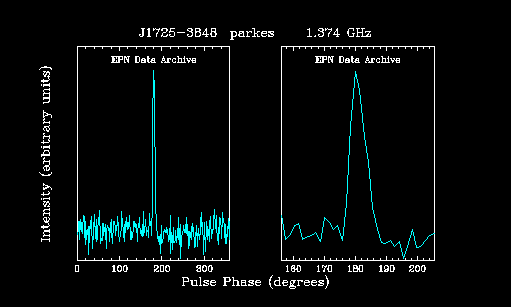 J1725-3848 parkes 1.374 GHz
EPN Data Archive EPN Data Archive
Intensity (arbitrary units)
0 100 200 300 160 170 180 190 200
Pulse Phase (degrees)